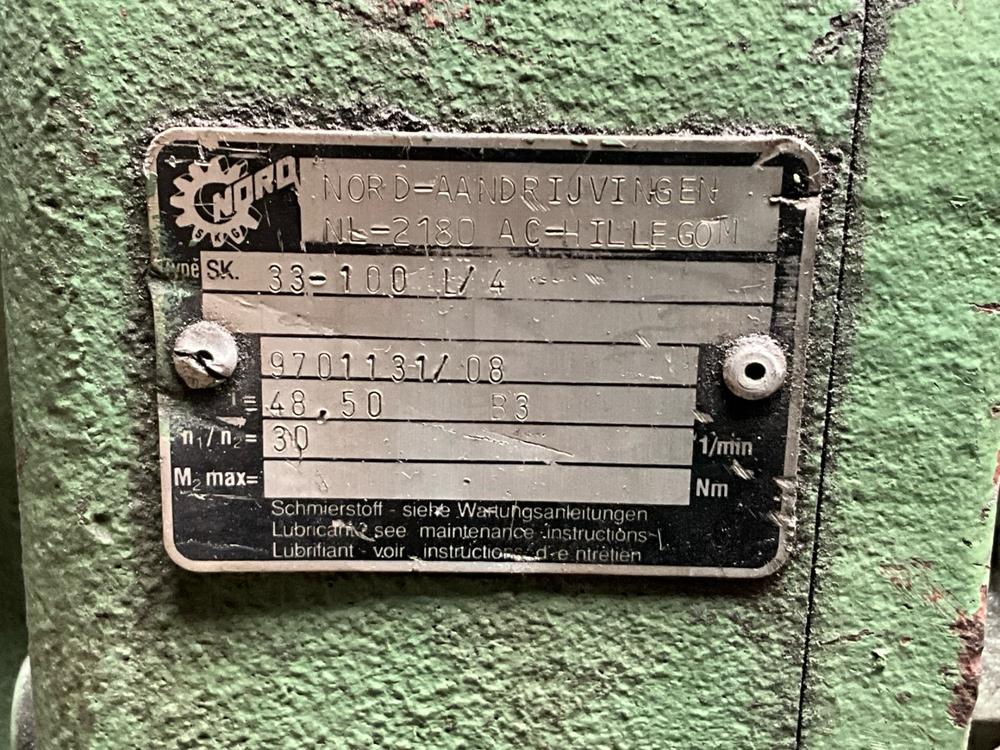 NORD
SKGA
NORD-AANDRIJVINGEN
NL-2180 AC-HILLEGOM
Type SK. 33-100 L/4
9701131/08
i= 48,50 B3
n1/n2= 30 1/min
M2 max= Nm
Schmierstoff - siehe Wartungsanleitungen
Lubricant - see maintenance instructions
Lubrifiant - voir instructions d'entretien